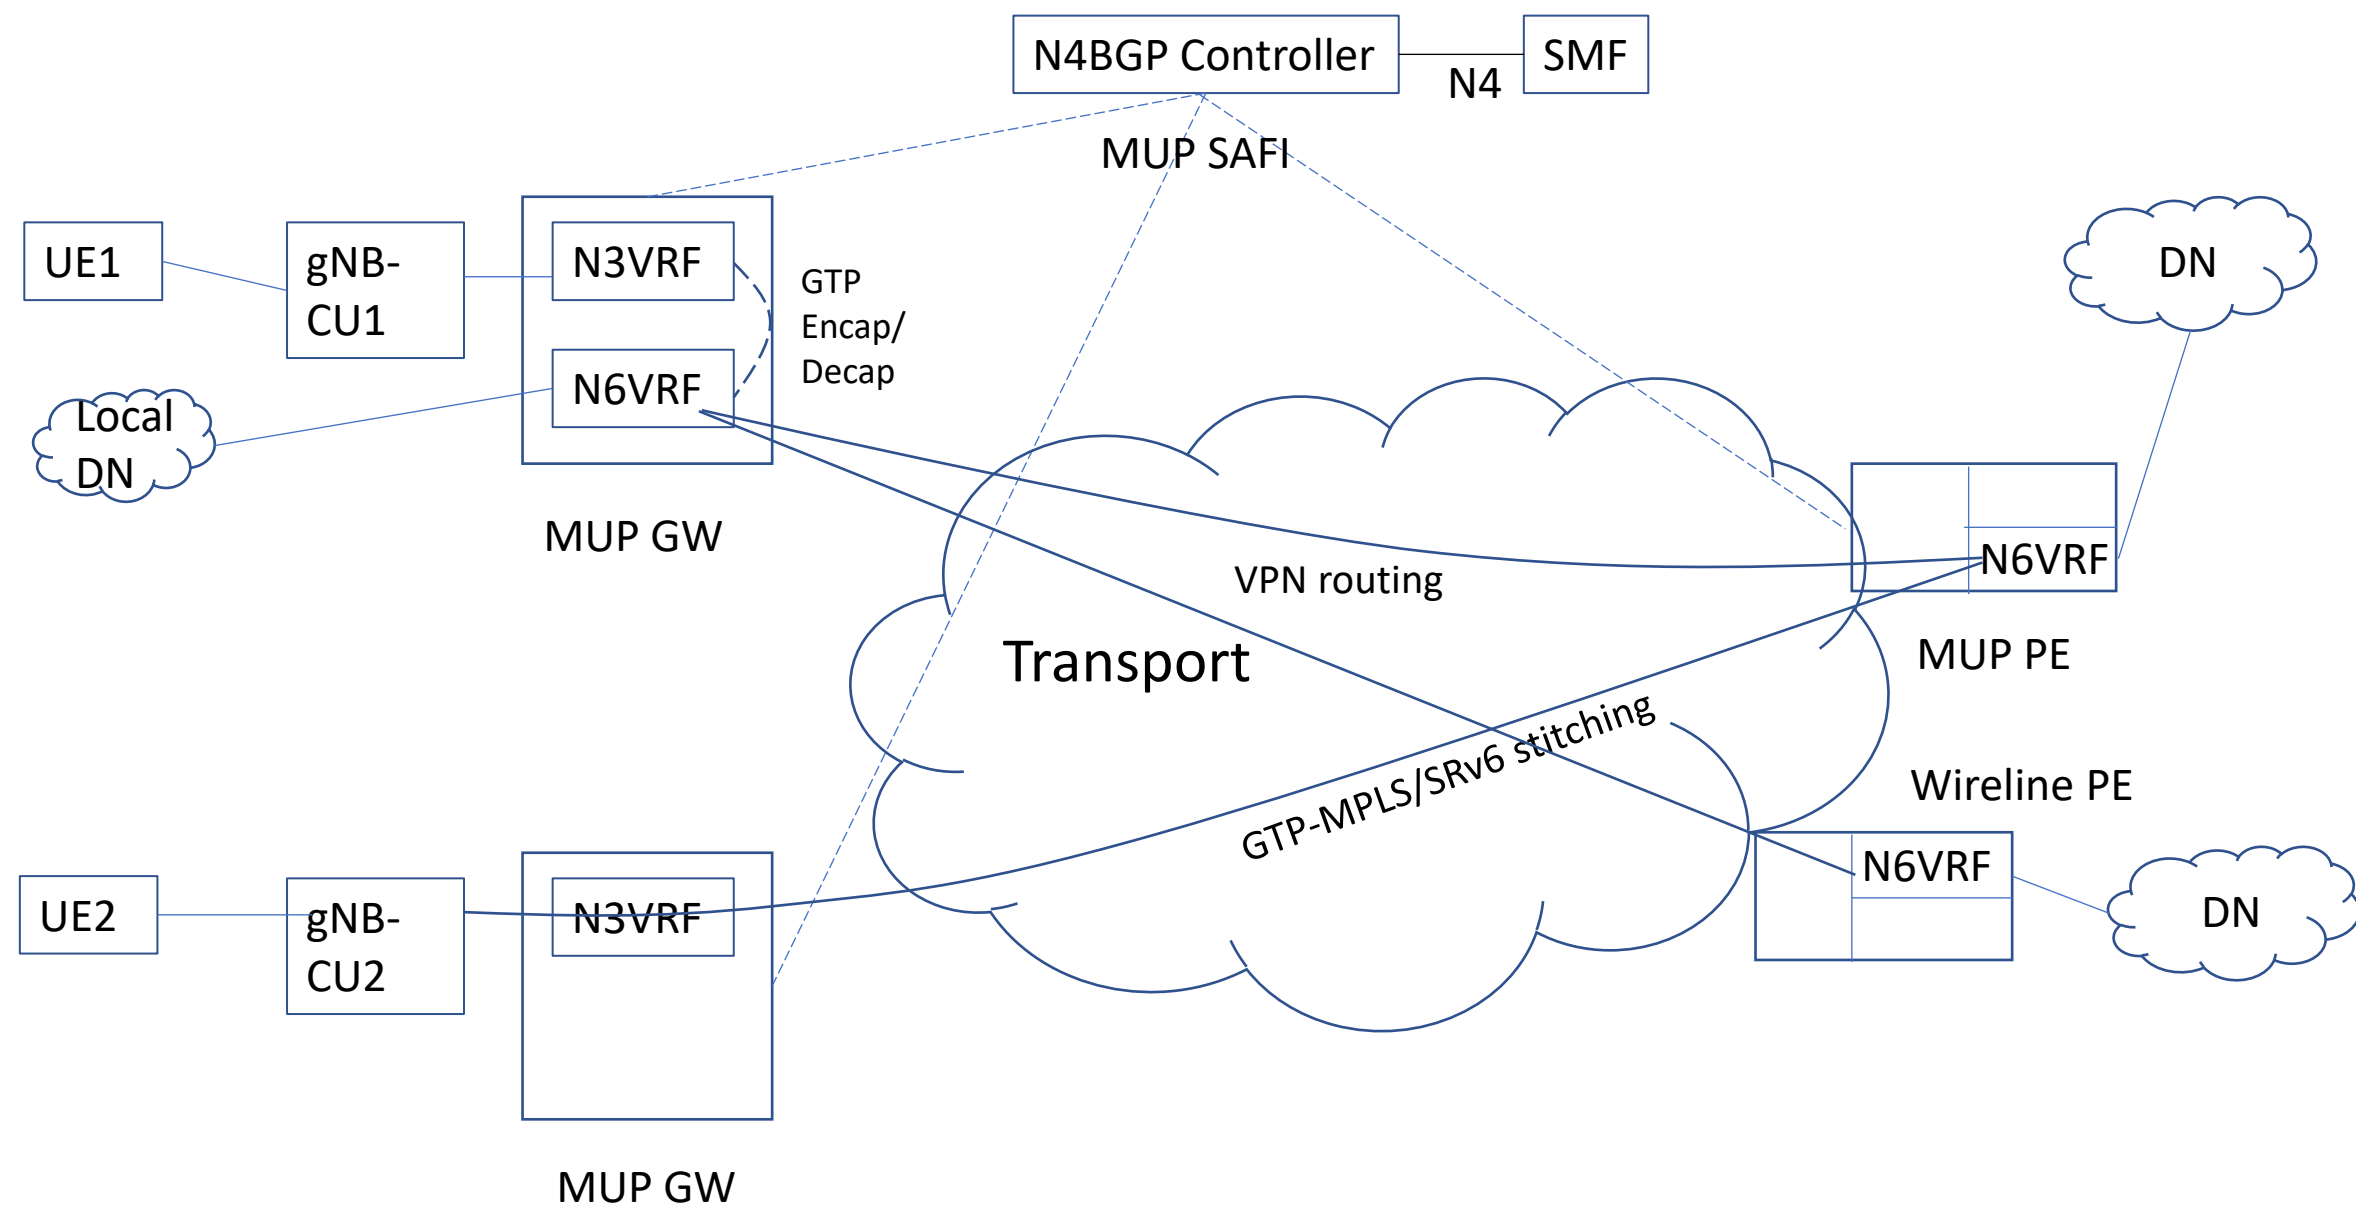 N4BGP Controller
SMF
N4
MUP SAFI
UE1
gNB-
CU1
N3VRF
GTP
Encap/
Decap
N6VRF
Local
DN
MUP GW
DN
N6VRF
MUP PE
VPN routing
Transport
GTP-MPLS/SRv6 stitching
Wireline PE
N6VRF
DN
UE2
gNB-
CU2
N3VRF
MUP GW